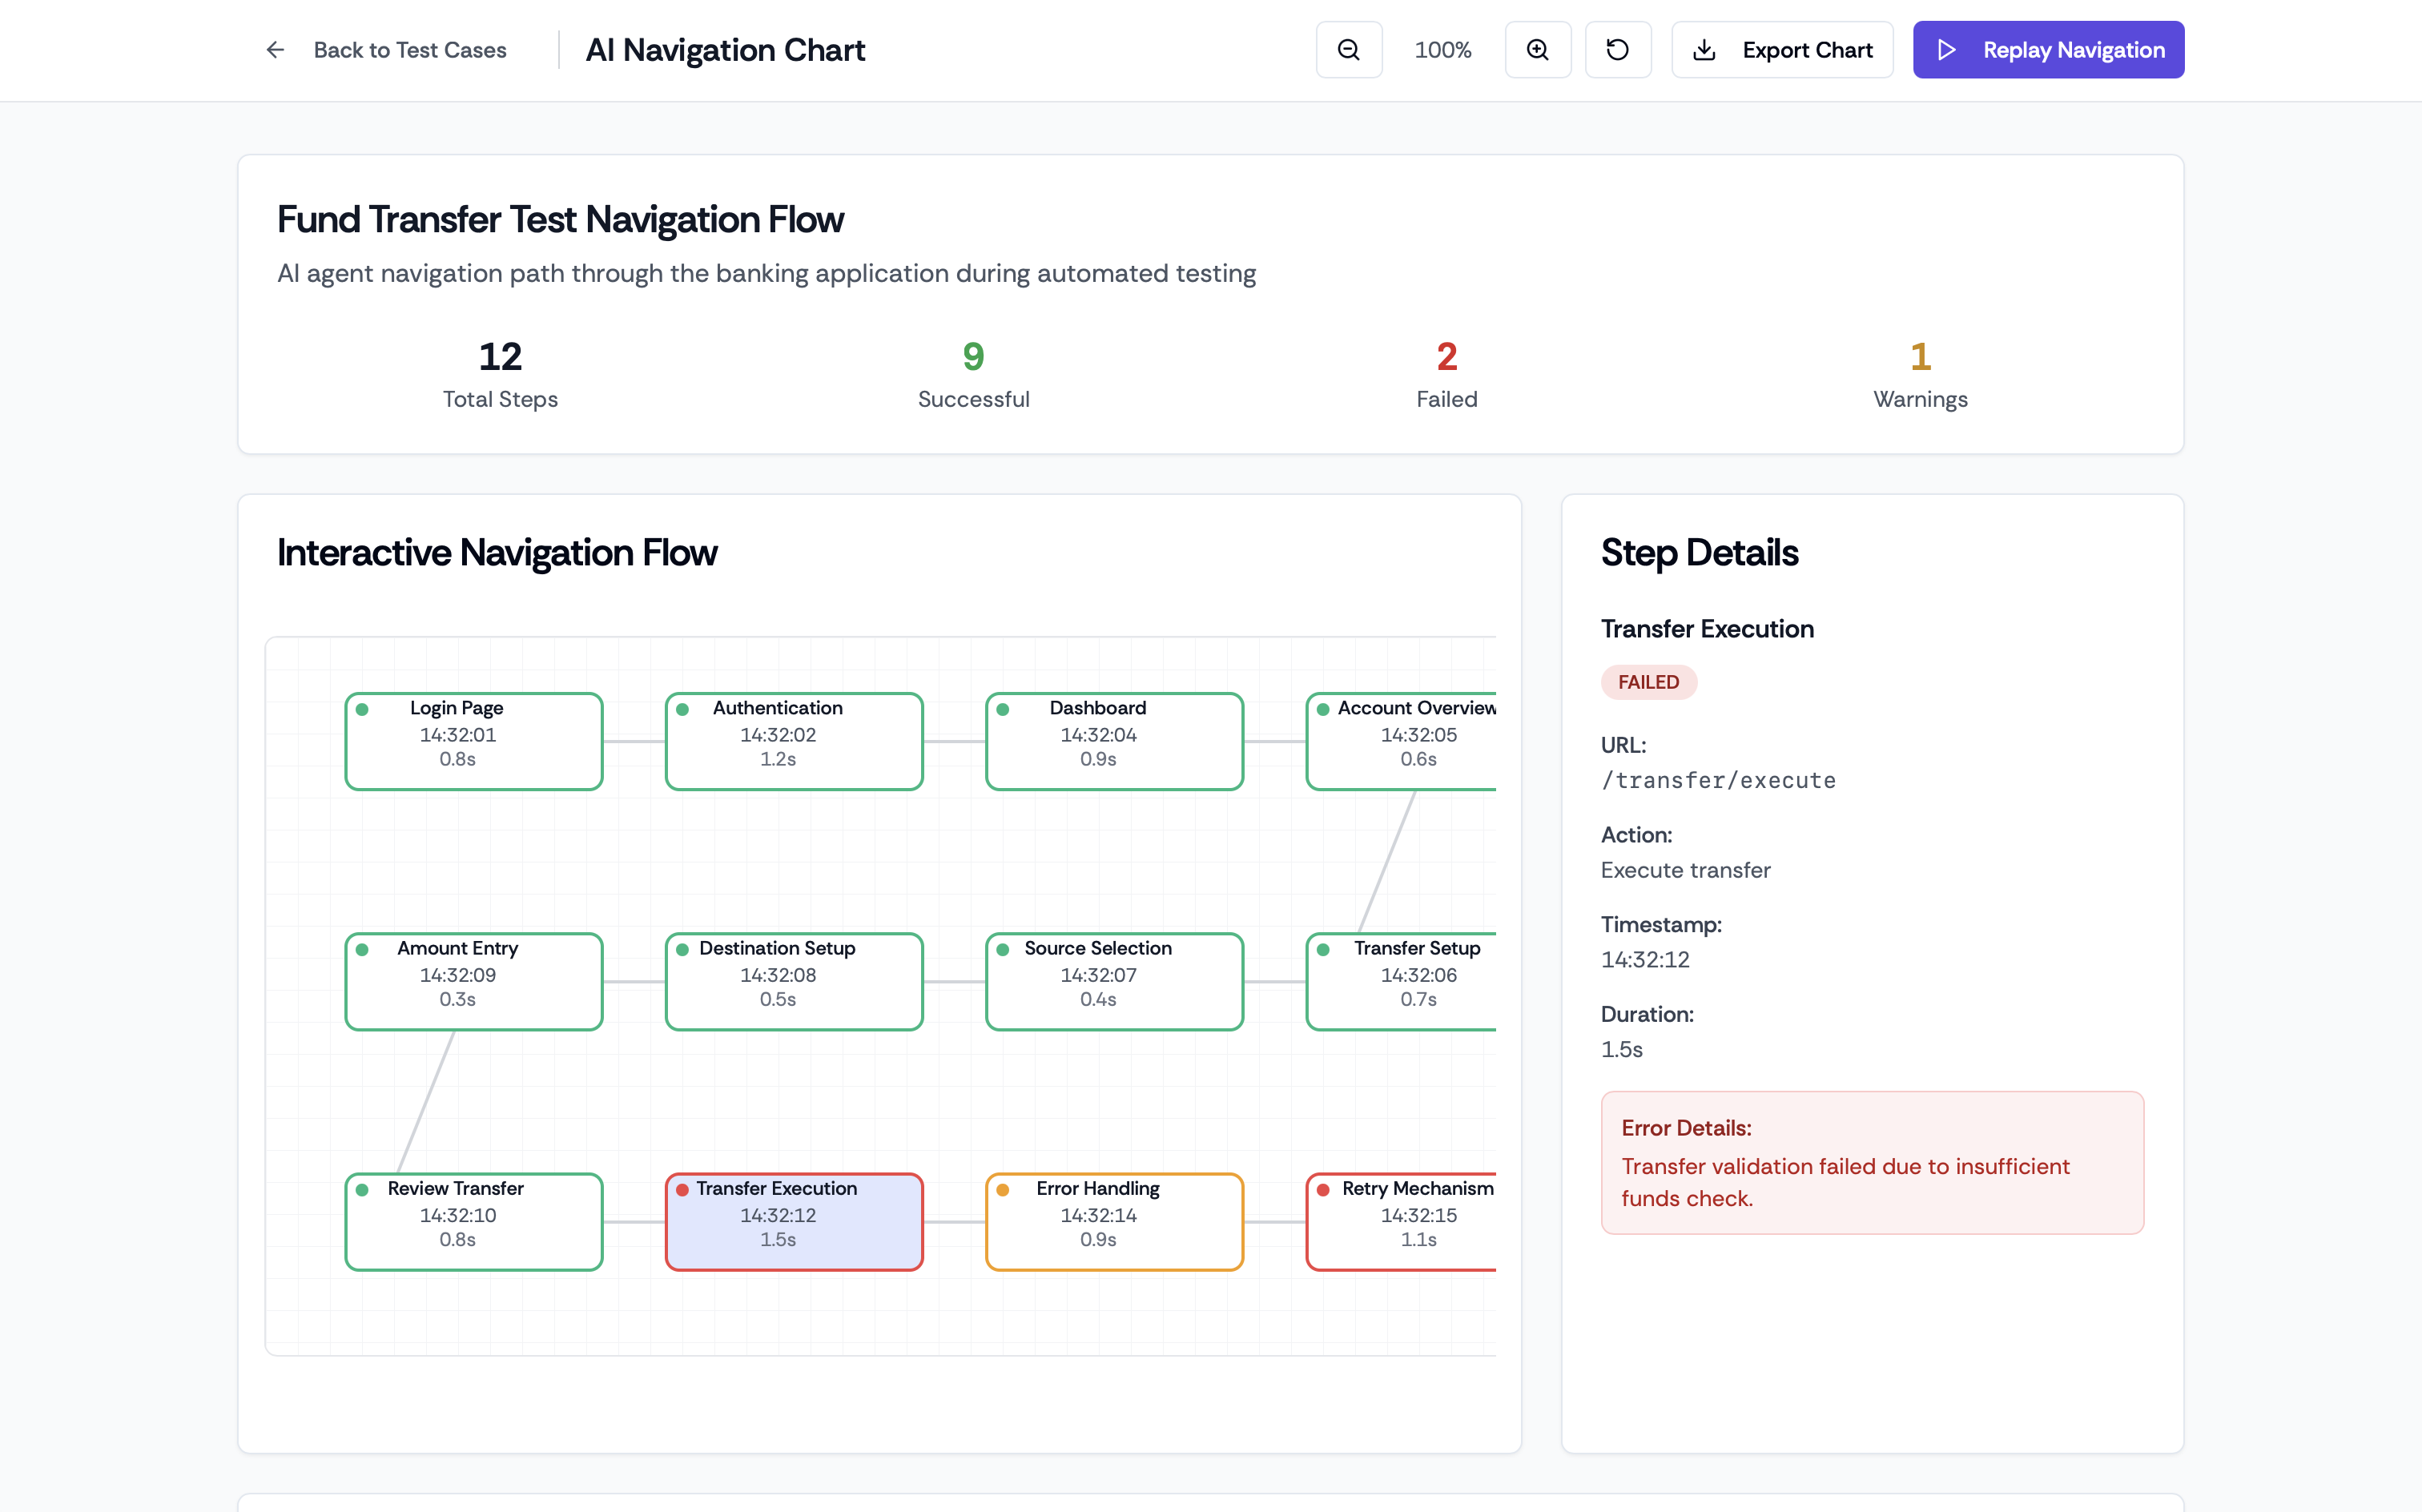 Back to Test Cases
AI Navigation Chart
100%
Export Chart
Replay Navigation
Fund Transfer Test Navigation Flow
AI agent navigation path through the banking application during automated testing
12
Total Steps
9
Successful
2
Failed
1
Warnings
Interactive Navigation Flow
Login Page
14:32:01
0.8s
Authentication
14:32:02
1.2s
Dashboard
14:32:04
0.9s
Account Overview
14:32:05
0.6s
Amount Entry
14:32:09
0.3s
Destination Setup
14:32:08
0.5s
Source Selection
14:32:07
0.4s
Transfer Setup
14:32:06
0.7s
Review Transfer
14:32:10
0.8s
Transfer Execution
14:32:12
1.5s
Error Handling
14:32:14
0.9s
Retry Mechanism
14:32:15
1.1s
Step Details
Transfer Execution
FAILED
URL:
/transfer/execute
Action:
Execute transfer
Timestamp:
14:32:12
Duration:
1.5s
Error Details:
Transfer validation failed due to insufficient
funds check.